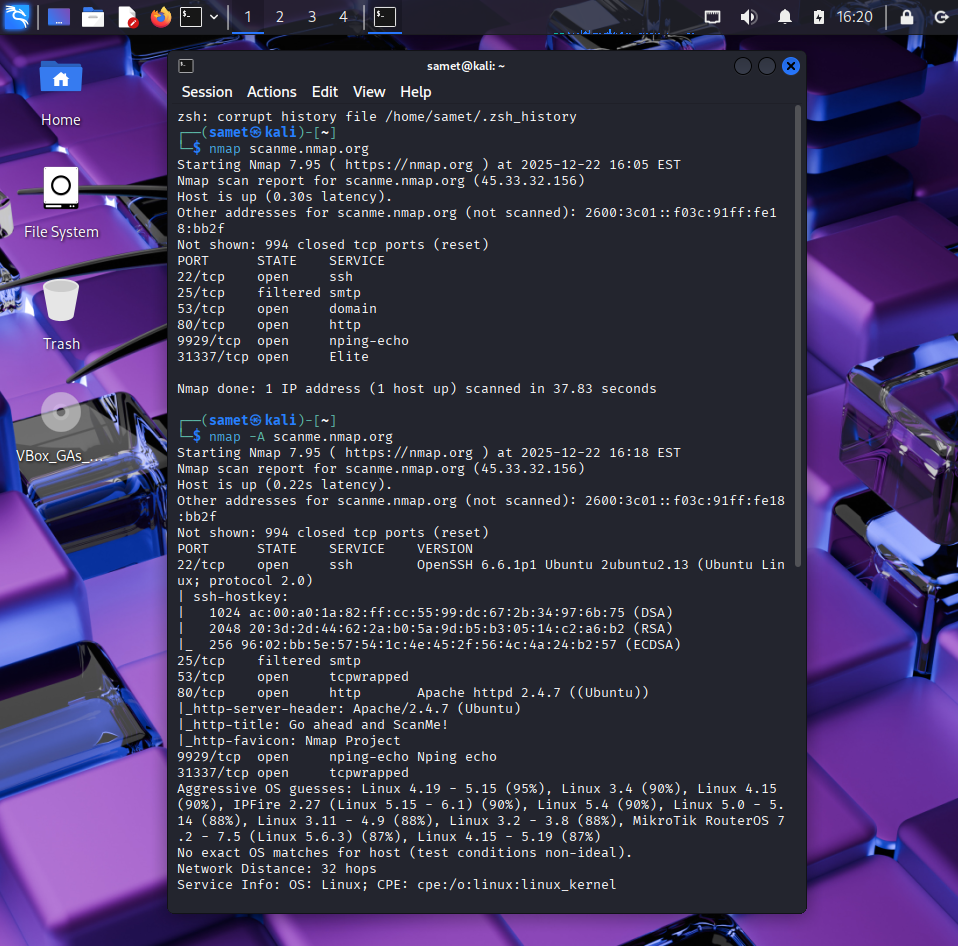 1 2 3 4 16:20
samet@kali: ~
Session Actions Edit View Help
Home
File System
Trash
VBox_GAs_...
zsh: corrupt history file /home/samet/.zsh_history
┌──(samet㉿kali)-[~]
└─$ nmap scanme.nmap.org
Starting Nmap 7.95 ( https://nmap.org ) at 2025-12-22 16:05 EST
Nmap scan report for scanme.nmap.org (45.33.32.156)
Host is up (0.30s latency).
Other addresses for scanme.nmap.org (not scanned): 2600:3c01::f03c:91ff:fe1
8:bb2f
Not shown: 994 closed tcp ports (reset)
PORT      STATE    SERVICE
22/tcp    open     ssh
25/tcp    filtered smtp
53/tcp    open     domain
80/tcp    open     http
9929/tcp  open     nping-echo
31337/tcp open     Elite
Nmap done: 1 IP address (1 host up) scanned in 37.83 seconds
┌──(samet㉿kali)-[~]
└─$ nmap -A scanme.nmap.org
Starting Nmap 7.95 ( https://nmap.org ) at 2025-12-22 16:18 EST
Nmap scan report for scanme.nmap.org (45.33.32.156)
Host is up (0.22s latency).
Other addresses for scanme.nmap.org (not scanned): 2600:3c01::f03c:91ff:fe18
:bb2f
Not shown: 994 closed tcp ports (reset)
PORT      STATE    SERVICE    VERSION
22/tcp    open     ssh        OpenSSH 6.6.1p1 Ubuntu 2ubuntu2.13 (Ubuntu Lin
ux; protocol 2.0)
| ssh-hostkey:
|   1024 ac:00:a0:1a:82:ff:cc:55:99:dc:67:2b:34:97:6b:75 (DSA)
|   2048 20:3d:2d:44:62:2a:b0:5a:9d:b5:b3:05:14:c2:a6:b2 (RSA)
|_  256 96:02:bb:5e:57:54:1c:4e:45:2f:56:4c:4a:24:b2:57 (ECDSA)
25/tcp    filtered smtp
53/tcp    open     tcpwrapped
80/tcp    open     http       Apache httpd 2.4.7 ((Ubuntu))
|_http-server-header: Apache/2.4.7 (Ubuntu)
|_http-title: Go ahead and ScanMe!
|_http-favicon: Nmap Project
9929/tcp  open     nping-echo Nping echo
31337/tcp open     tcpwrapped
Aggressive OS guesses: Linux 4.19 - 5.15 (95%), Linux 3.4 (90%), Linux 4.15
(90%), IPFire 2.27 (Linux 5.15 - 6.1) (90%), Linux 5.4 (90%), Linux 5.0 - 5.
14 (88%), Linux 3.11 - 4.9 (88%), Linux 3.2 - 3.8 (88%), MikroTik RouterOS 7
.2 - 7.5 (Linux 5.6.3) (87%), Linux 4.15 - 5.19 (87%)
No exact OS matches for host (test conditions non-ideal).
Network Distance: 32 hops
Service Info: OS: Linux; CPE: cpe:/o:linux:linux_kernel